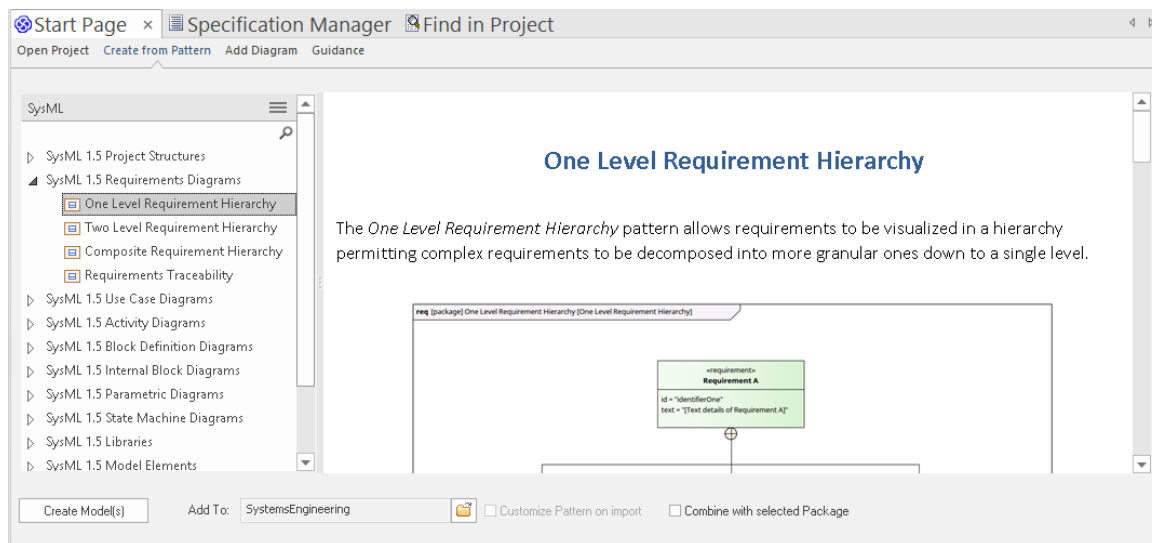 Start Page × Specification Manager Find in Project
Open Project Create from Pattern Add Diagram Guidance
SysML
SysML 1.5 Project Structures
SysML 1.5 Requirements Diagrams
One Level Requirement Hierarchy
Two Level Requirement Hierarchy
Composite Requirement Hierarchy
Requirements Traceability
SysML 1.5 Use Case Diagrams
SysML 1.5 Activity Diagrams
SysML 1.5 Block Definition Diagrams
SysML 1.5 Internal Block Diagrams
SysML 1.5 Parametric Diagrams
SysML 1.5 State Machine Diagrams
SysML 1.5 Libraries
SysML 1.5 Model Elements
One Level Requirement Hierarchy
The One Level Requirement Hierarchy pattern allows requirements to be visualized in a hierarchy
permitting complex requirements to be decomposed into more granular ones down to a single level.
req [package] One Level Requirement Hierarchy [One Level Requirement Hierarchy]
«requirement»
Requirement A
id = "identifierOne"
text = "[Text details of Requirement A]"
Create Model(s) Add To: SystemsEngineering Customize Pattern on import Combine with selected Package